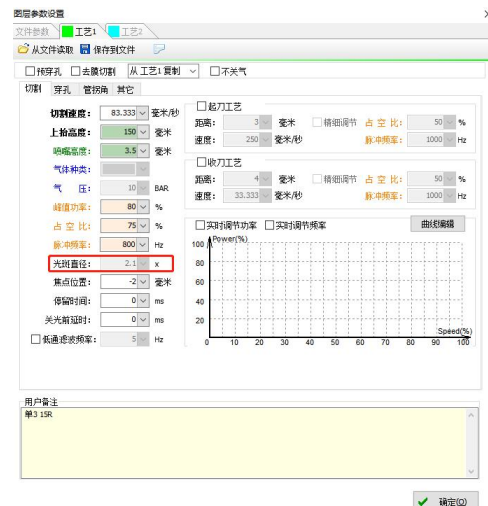 图层参数设置
文件参数 工艺1 工艺2
从文件读取 保存到文件
预穿孔 去膜切割 从 工艺1 复制 不关气
切割 穿孔 管拐角 其它
切割速度： 83.333 毫米/秒
上抬高度： 150 毫米
喷嘴高度： 3.5 毫米
气体种类：
气 压： 10 BAR
峰值功率： 80 %
占 空 比： 75 %
脉冲频率： 800 Hz
光斑直径： 2.1 x
焦点位置： -2 毫米
停留时间： 0 ms
关光前延时： 0 ms
低通滤波频率： 5 Hz
起刀工艺
距离： 3 毫米 精细调节 占 空 比： 50 %
速度： 250 毫米/秒 脉冲频率： 1000 Hz
收刀工艺
距离： 4 毫米 精细调节 占 空 比： 50 %
速度： 33.333 毫米/秒 脉冲频率： 1000 Hz
实时调节功率 实时调节频率 曲线编辑
Power(%)
100
80
60
40
20
Speed(%)
0 10 20 30 40 50 60 70 80 90 100
用户备注
单3 15R
确定(O)